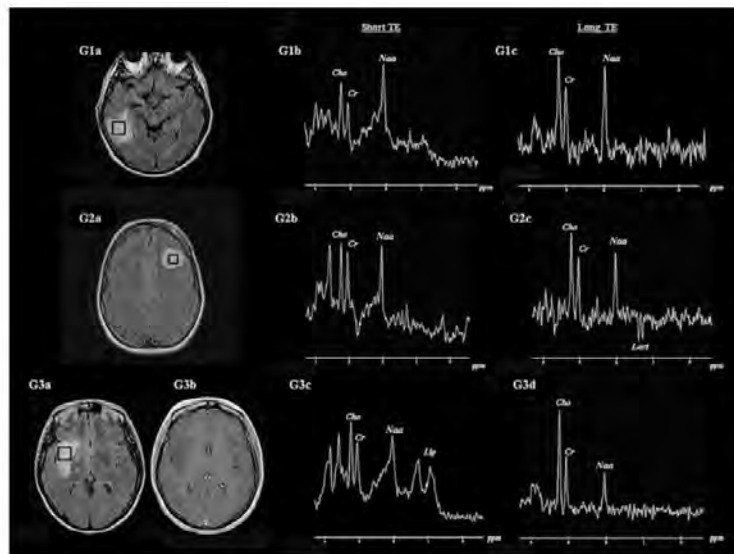 Short TE
Long TE
G1a
G1b
G1c
Cho
Cr
Naa
ppm
Cho
Cr
Naa
ppm
G2a
G2b
G2c
Cho
Cr
Naa
ppm
Cho
Cr
Naa
Lact
ppm
G3a
G3b
G3c
G3d
Cho
Cr
Naa
Lip
ppm
Cho
Cr
Naa
ppm